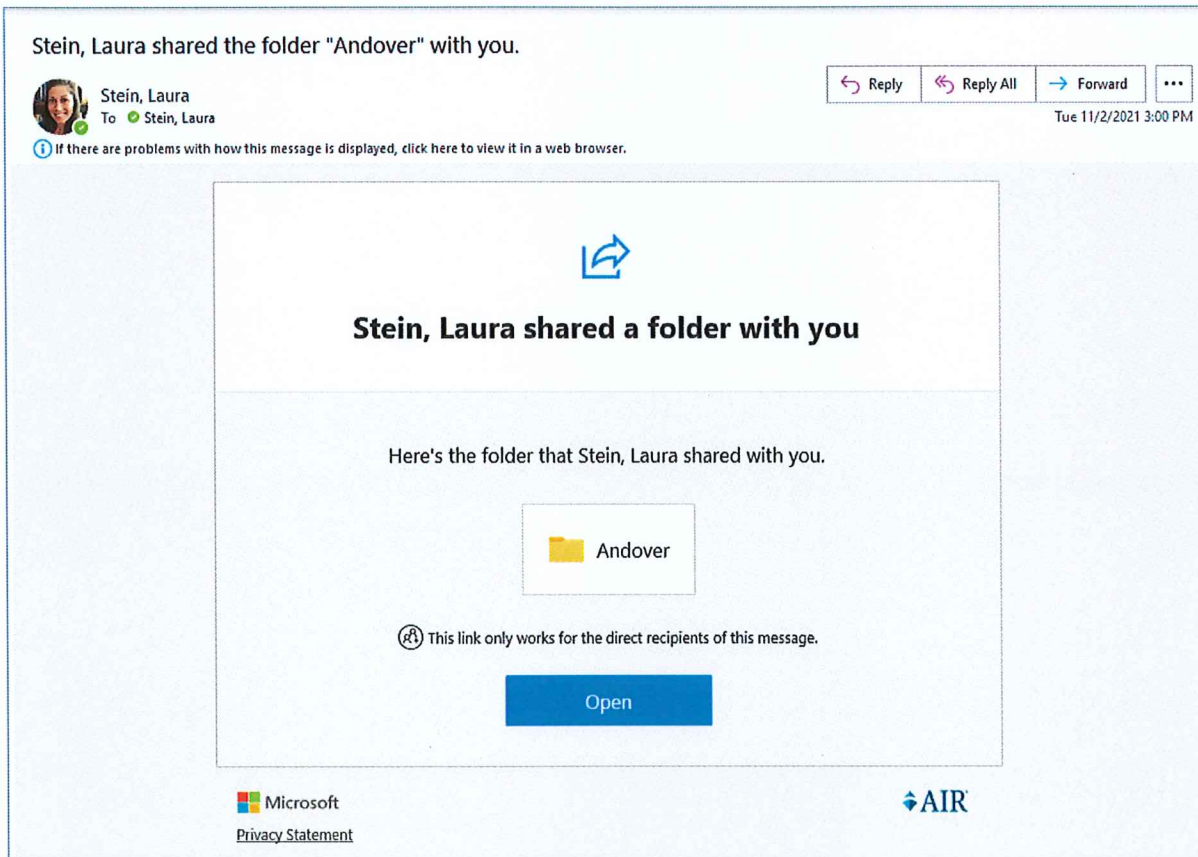 Stein, Laura shared the folder "Andover" with you.
Stein, Laura
To Stein, Laura
Reply
Reply All
Forward
...
Tue 11/2/2021 3:00 PM
If there are problems with how this message is displayed, click here to view it in a web browser.
Stein, Laura shared a folder with you
Here's the folder that Stein, Laura shared with you.
Andover
This link only works for the direct recipients of this message.
Open
Microsoft
AIR
Privacy Statement